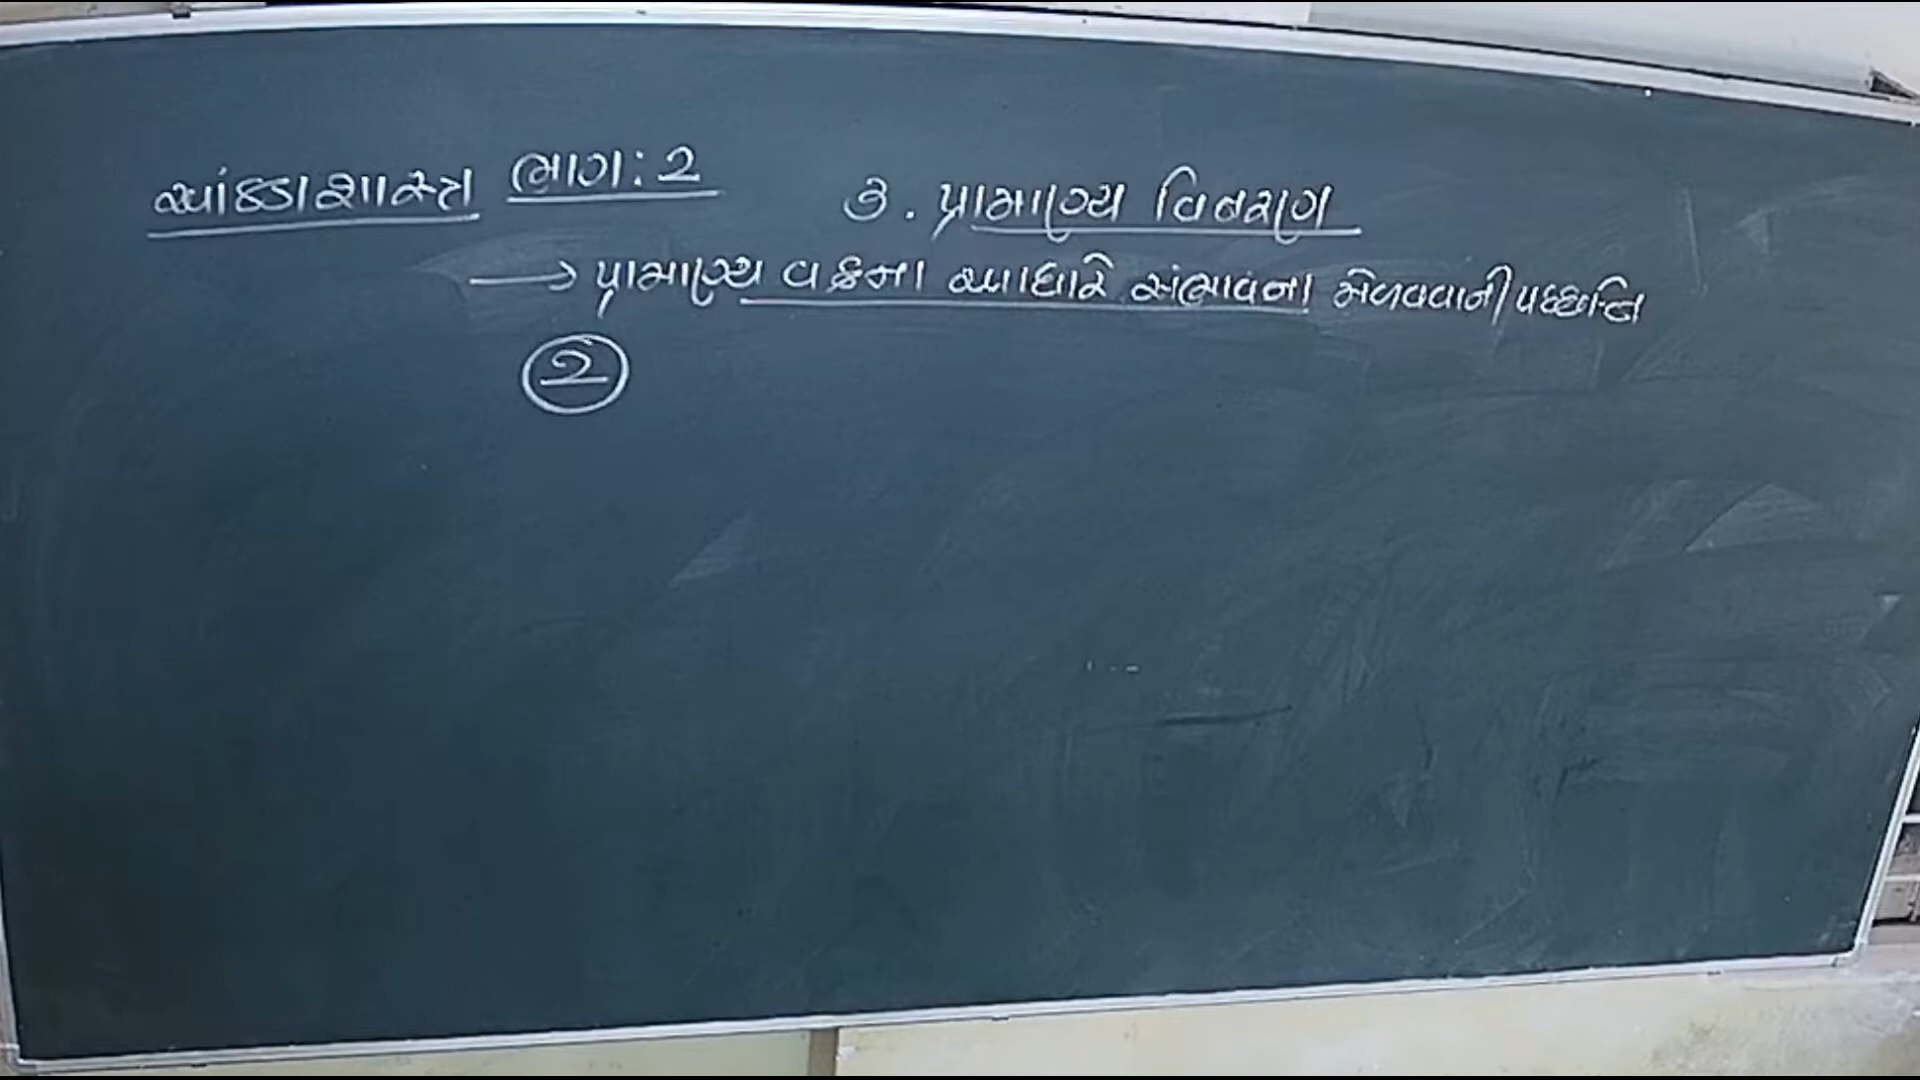 આંકડાશાસ્ત્ર ભાગ : 2 3. પ્રામાણ્ય વિતરણ
→ પ્રામાણ્ય વક્રના આધારે સંભાવના મેળવવાની પદ્ધતિ
2